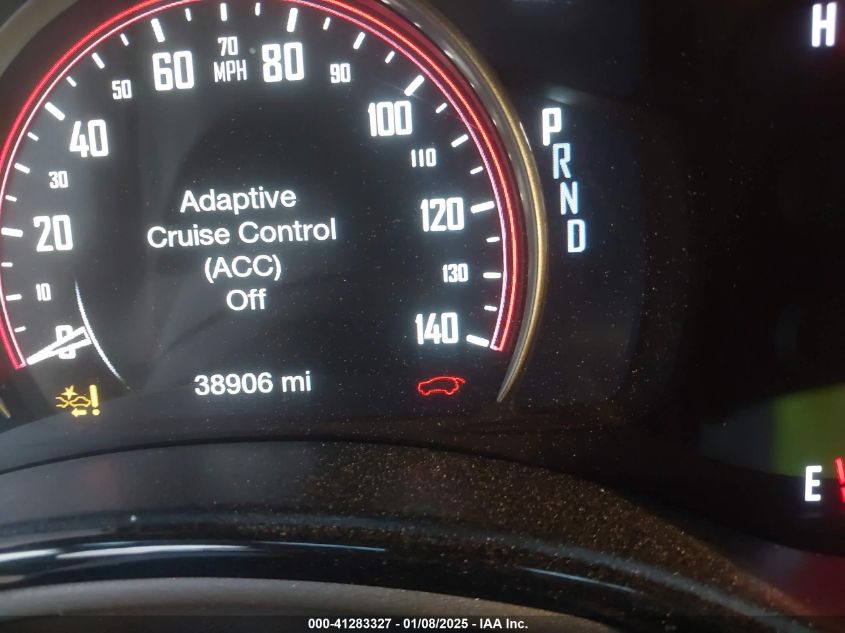 H
70
MPH
60
80
50
90
40
100
30
110
20
120
10
130
0
140
P
R
N
D
Adaptive
Cruise Control
(ACC)
Off
38906 mi
E
000-41283327 - 01/08/2025 - IAA Inc.